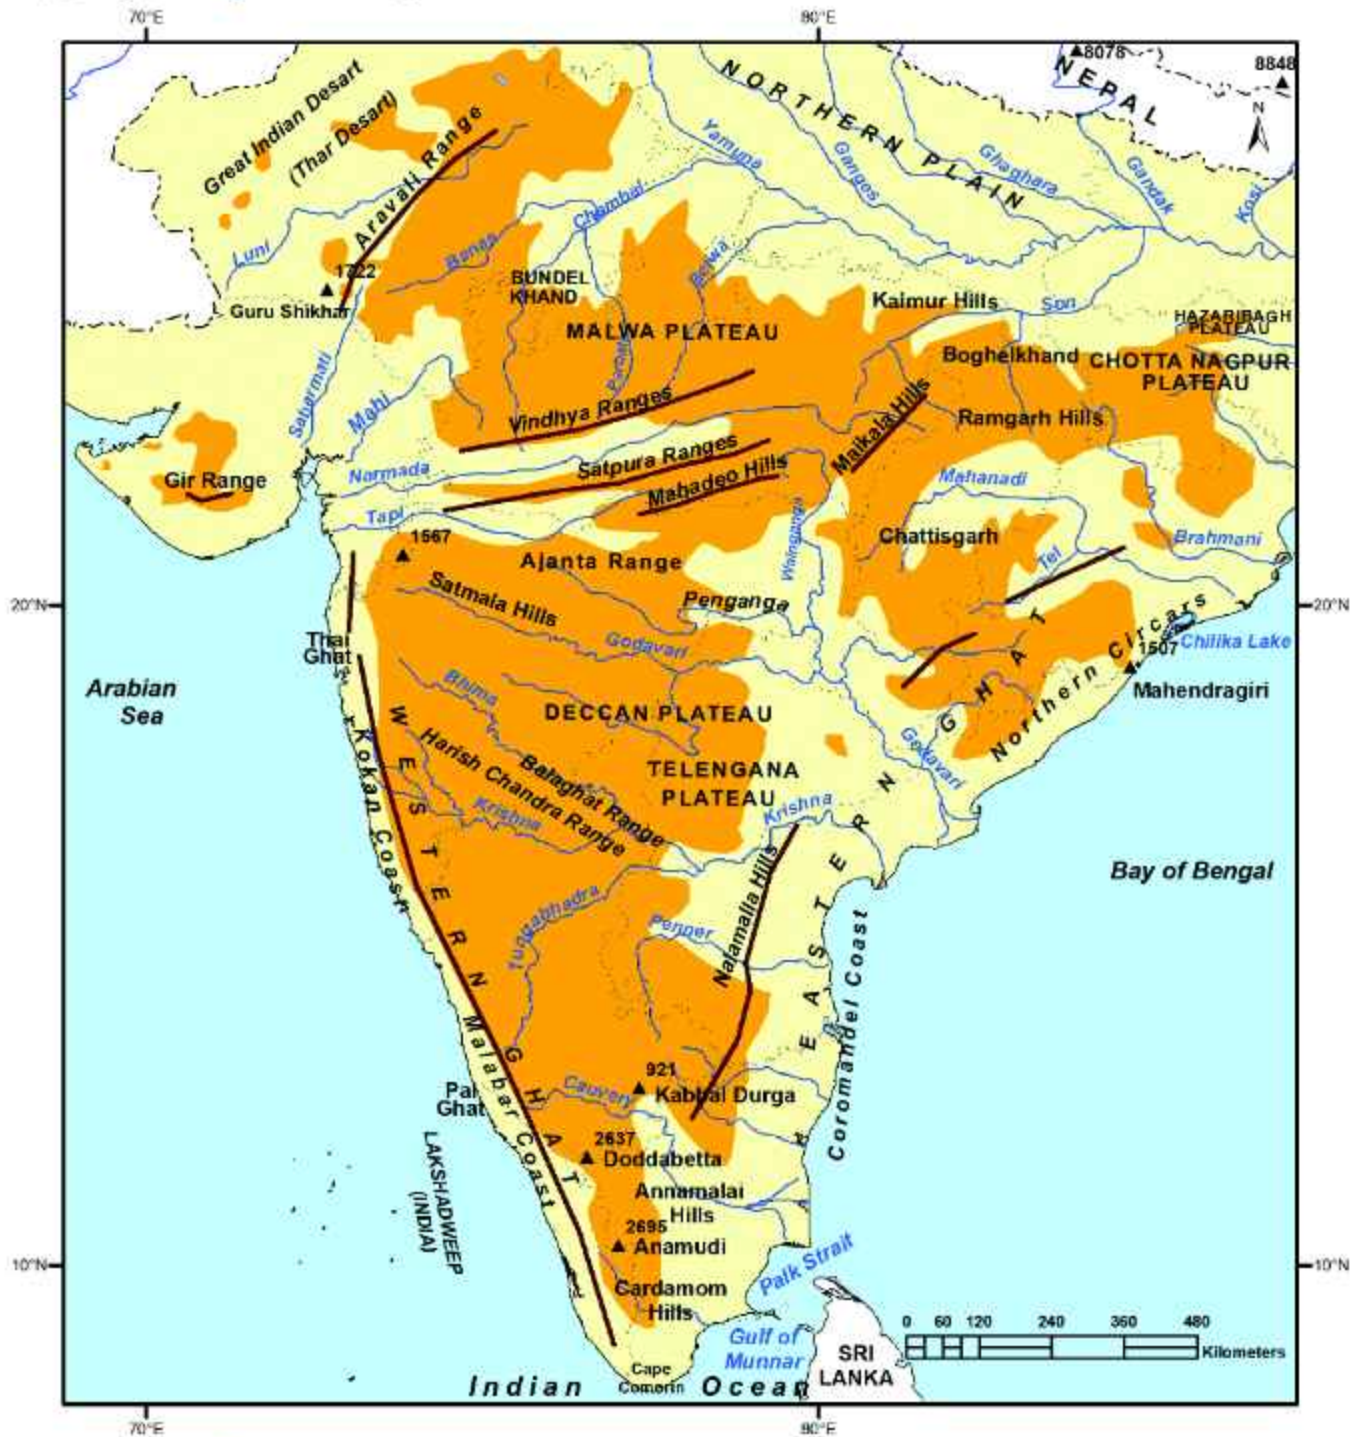 70°E
80°E
8078
8848
NEPAL
N
Great Indian Desart
(Thar Desart)
NORTHERN PLAIN
Yamuna
Ganges
Ghaghara
Gandak
Kosi
Aravali Range
Luni
Banas
Chambal
Betwa
1722
Guru Shikhar
BUNDEL
KHAND
Kaimur Hills
Son
HAZARIBAGH
PLATEAU
MALWA PLATEAU
Boghelkhand
CHOTTA NAGPUR
PLATEAU
Sabarmati
Mahi
Parbati
Vindhya Ranges
Maikala Hills
Ramgarh Hills
Gir Range
Narmada
Satpura Ranges
Mahadeo Hills
Mahanadi
Tapi
Wainganga
1567
Ajanta Range
Chattisgarh
Tel
Brahmani
Satmala Hills
Penganga
20°N
20°N
Thal
Ghat
Godavari
Chilika Lake
1507
Mahendragiri
Northern Circars
Arabian
Sea
Bhima
DECCAN PLATEAU
Godavari
WESTERN GHAT
Kokan Coash
Harish Chandra Range
Balaghat Range
TELENGANA
PLATEAU
Krishna
Krishna
EASTERN GHAT
Bay of Bengal
Tungabhadra
Nalamalla Hills
Penner
Coromandel Coast
Malabar Coast
921
Kabbal Durga
Pal
Ghat
Cauvery
2637
Doddabetta
LAKSHADWEEP
(INDIA)
Annamalai
Hills
2695
Anamudi
10°N
10°N
Palk Strait
Cardamom
Hills
0 60 120 240 360 480
Kilometers
Gulf of
Munnar
SRI
LANKA
Cape
Comorin
Indian Ocean
70°E
80°E